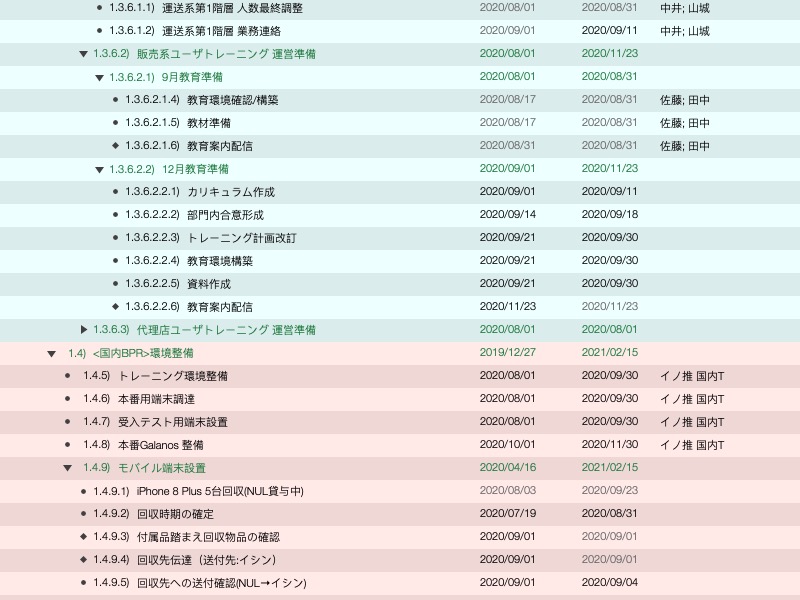 1.3.6.1.1) 運送系第1階層 人数最終調整 2020/08/01 2020/08/31 中井; 山城
1.3.6.1.2) 運送系第1階層 業務連絡 2020/09/01 2020/09/11 中井; 山城
1.3.6.2) 販売系ユーザトレーニング 運営準備 2020/08/01 2020/11/23
1.3.6.2.1) 9月教育準備 2020/08/01 2020/08/31
1.3.6.2.1.4) 教育環境確認/構築 2020/08/17 2020/08/31 佐藤; 田中
1.3.6.2.1.5) 教材準備 2020/08/17 2020/08/31 佐藤; 田中
1.3.6.2.1.6) 教育案内配信 2020/08/31 2020/08/31 佐藤; 田中
1.3.6.2.2) 12月教育準備 2020/09/01 2020/11/23
1.3.6.2.2.1) カリキュラム作成 2020/09/01 2020/09/11
1.3.6.2.2.2) 部門内合意形成 2020/09/14 2020/09/18
1.3.6.2.2.3) トレーニング計画改訂 2020/09/21 2020/09/30
1.3.6.2.2.4) 教育環境構築 2020/09/21 2020/09/30
1.3.6.2.2.5) 資料作成 2020/09/21 2020/09/30
1.3.6.2.2.6) 教育案内配信 2020/11/23 2020/11/23
1.3.6.3) 代理店ユーザトレーニング 運営準備 2020/08/01 2020/08/01
1.4) <国内BPR>環境整備 2019/12/27 2021/02/15
1.4.5) トレーニング環境整備 2020/08/01 2020/09/30 イノ推 国内T
1.4.6) 本番用端末調達 2020/08/01 2020/09/30 イノ推 国内T
1.4.7) 受入テスト用端末設置 2020/08/01 2020/09/30 イノ推 国内T
1.4.8) 本番Galanos 整備 2020/10/01 2020/11/30 イノ推 国内T
1.4.9) モバイル端末設置 2020/04/16 2021/02/15
1.4.9.1) iPhone 8 Plus 5台回収(NUL貸与中) 2020/08/03 2020/09/23
1.4.9.2) 回収時期の確定 2020/07/19 2020/08/31
1.4.9.3) 付属品踏まえ回収物品の確認 2020/09/01 2020/09/01
1.4.9.4) 回収先伝達（送付先:イシン） 2020/09/01 2020/09/01
1.4.9.5) 回収先への送付確認(NUL→イシン) 2020/09/01 2020/09/04